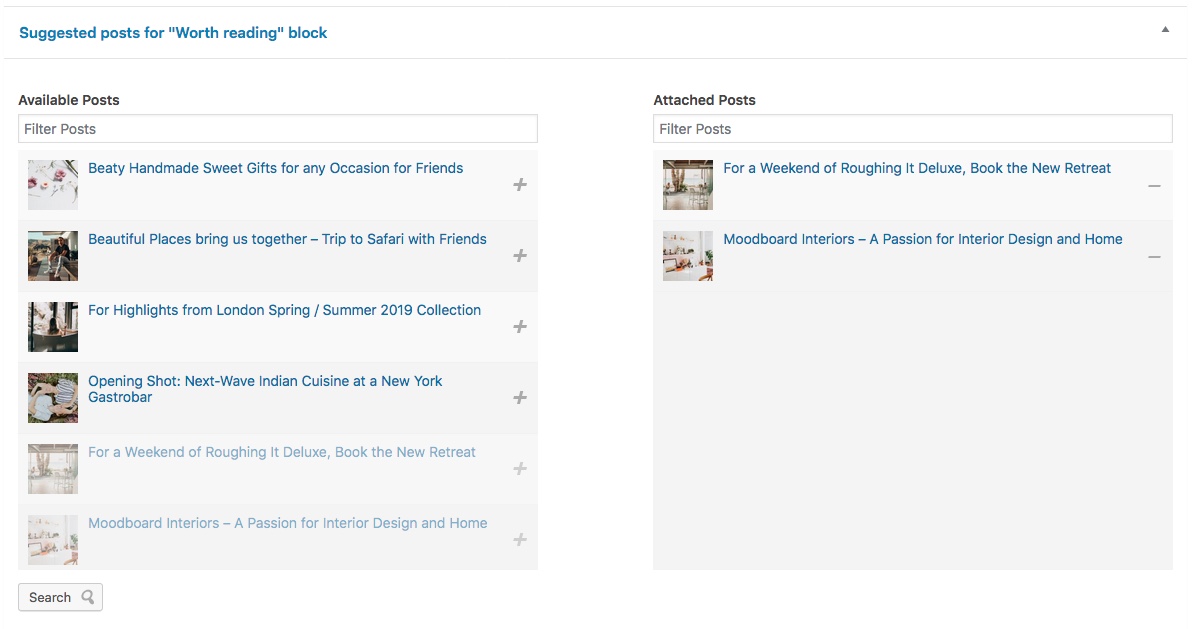 Suggested posts for "Worth reading" block
Available Posts
Filter Posts
Beaty Handmade Sweet Gifts for any Occasion for Friends
Beautiful Places bring us together – Trip to Safari with Friends
For Highlights from London Spring / Summer 2019 Collection
Opening Shot: Next-Wave Indian Cuisine at a New York
Gastrobar
For a Weekend of Roughing It Deluxe, Book the New Retreat
Moodboard Interiors – A Passion for Interior Design and Home
Search
Attached Posts
Filter Posts
For a Weekend of Roughing It Deluxe, Book the New Retreat
Moodboard Interiors – A Passion for Interior Design and Home